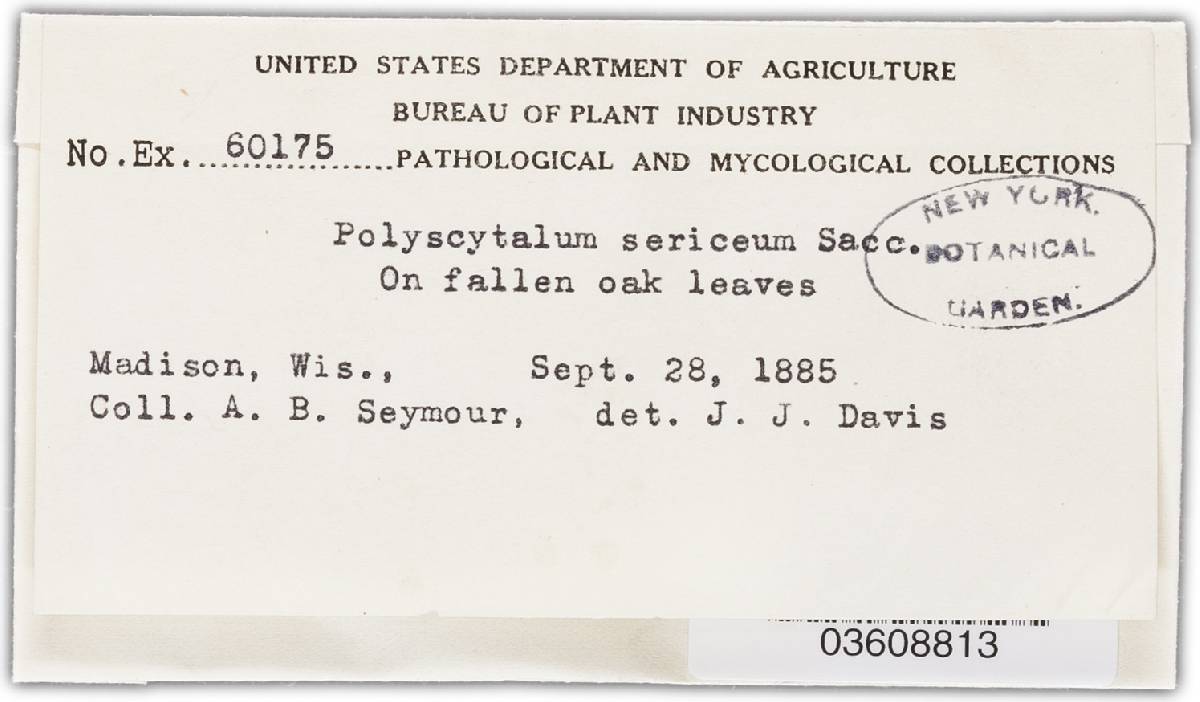 UNITED STATES DEPARTMENT OF AGRICULTURE
BUREAU OF PLANT INDUSTRY
No.Ex. 60175 PATHOLOGICAL AND MYCOLOGICAL COLLECTIONS
Polyscytalum sericeum Sacc.
On fallen oak leaves
NEW YORK.
BOTANICAL
GARDEN.
Madison, Wis., Sept. 28, 1885
Coll. A. B. Seymour, det. J. J. Davis
03608813